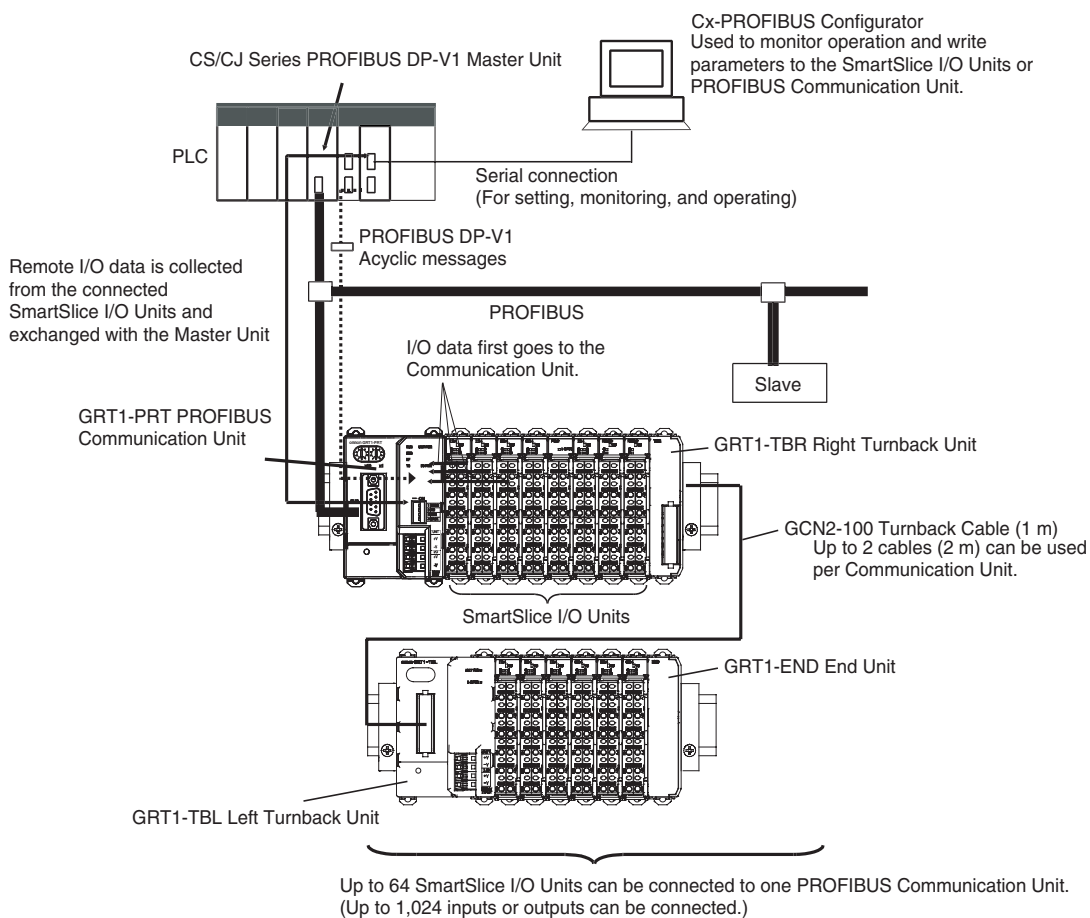 Cx-PROFIBUS Configurator
Used to monitor operation and write
parameters to the SmartSlice I/O Units or
PROFIBUS Communication Unit.
CS/CJ Series PROFIBUS DP-V1 Master Unit
PLC
Serial connection
(For setting, monitoring, and operating)
PROFIBUS DP-V1
Acyclic messages
Remote I/O data is collected
from the connected
SmartSlice I/O Units and
exchanged with the Master Unit
PROFIBUS
I/O data first goes to the
Communication Unit.
Slave
GRT1-PRT PROFIBUS
Communication Unit
GRT1-TBR Right Turnback Unit
GCN2-100 Turnback Cable (1 m)
Up to 2 cables (2 m) can be used
per Communication Unit.
SmartSlice I/O Units
GRT1-END End Unit
GRT1-TBL Left Turnback Unit
Up to 64 SmartSlice I/O Units can be connected to one PROFIBUS Communication Unit.
(Up to 1,024 inputs or outputs can be connected.)